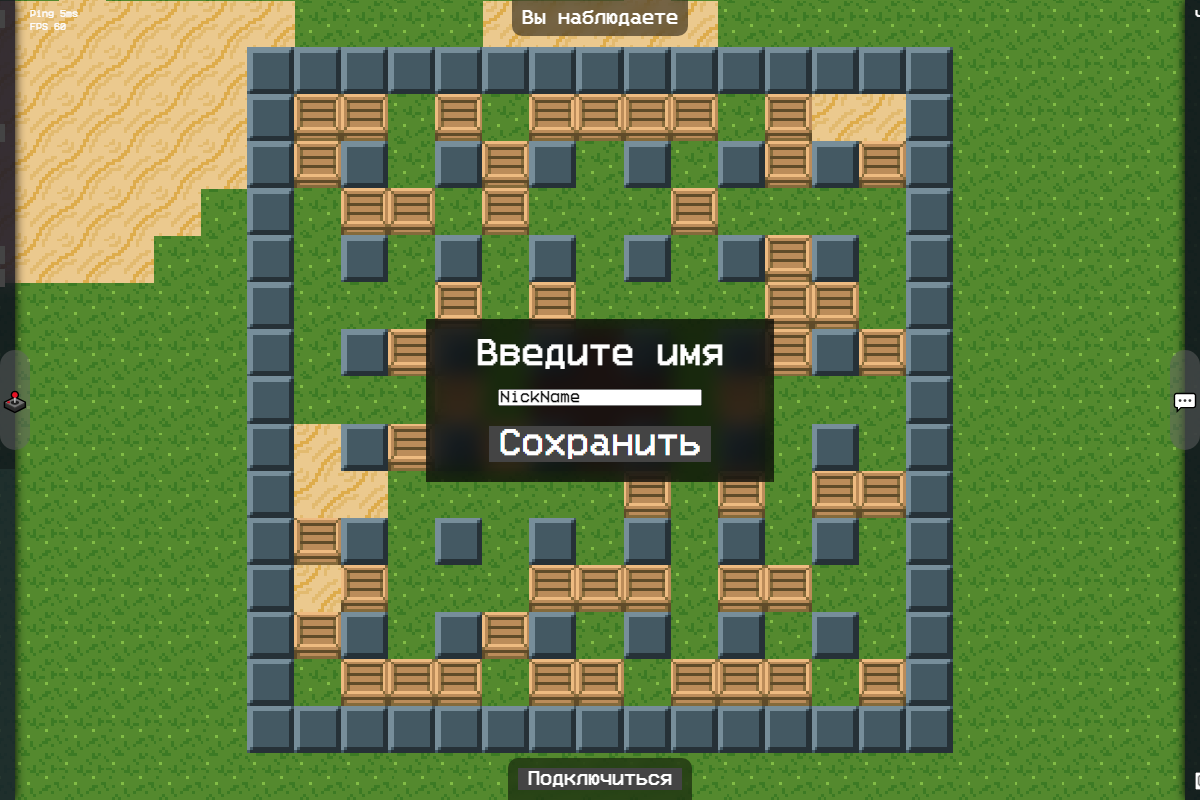 Ping 5ms
FPS 60
Вы наблюдаете
Введите имя
NickName
Сохранить
Подключиться